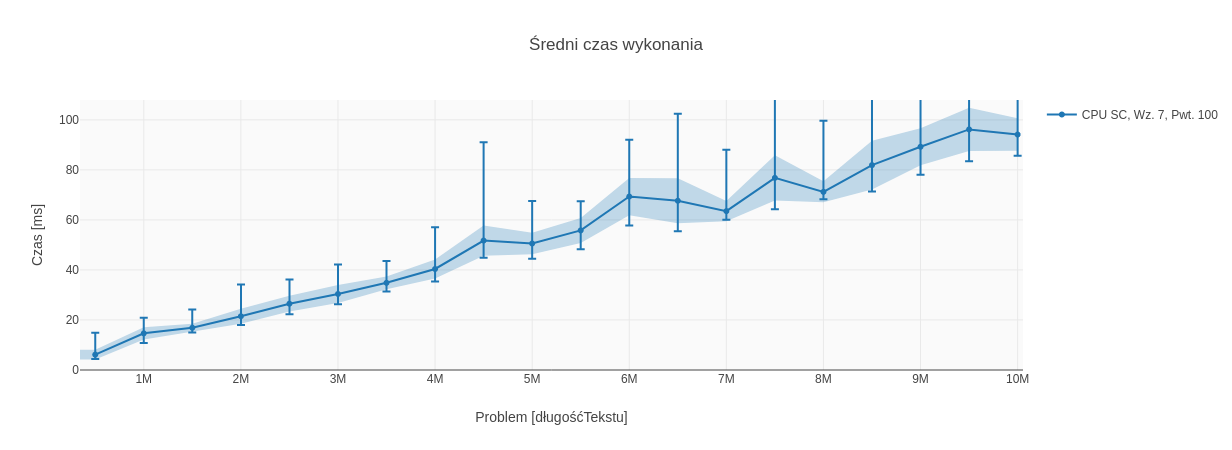 Średni czas wykonania
CPU SC, Wz. 7, Pwt. 100
Czas [ms]
100
80
60
40
20
0
1M 2M 3M 4M 5M 6M 7M 8M 9M 10M
Problem [długośćTekstu]